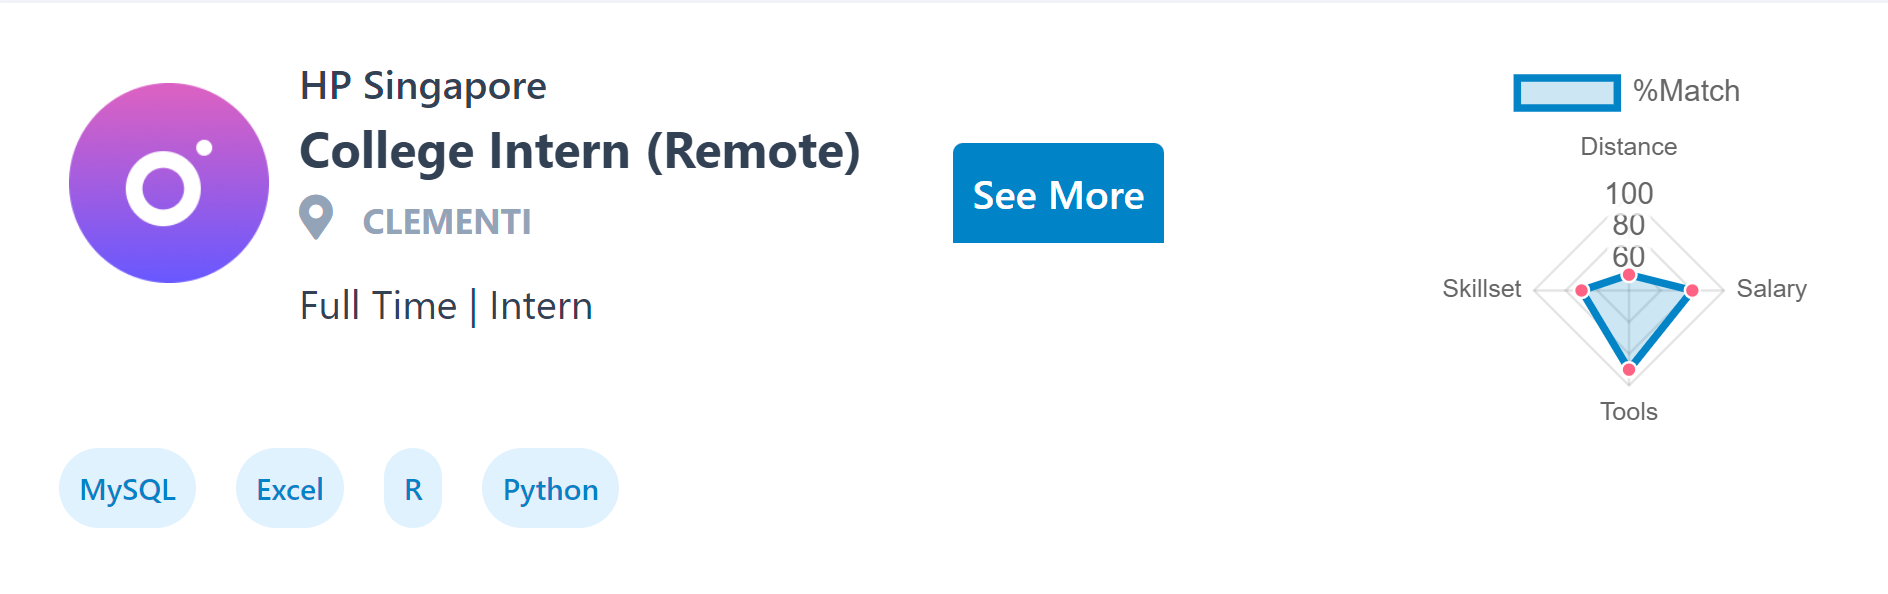 HP Singapore
College Intern (Remote)
CLEMENTI
Full Time | Intern
See More
MySQL
Excel
R
Python
%Match
Distance
100
80
60
Skillset
Salary
Tools